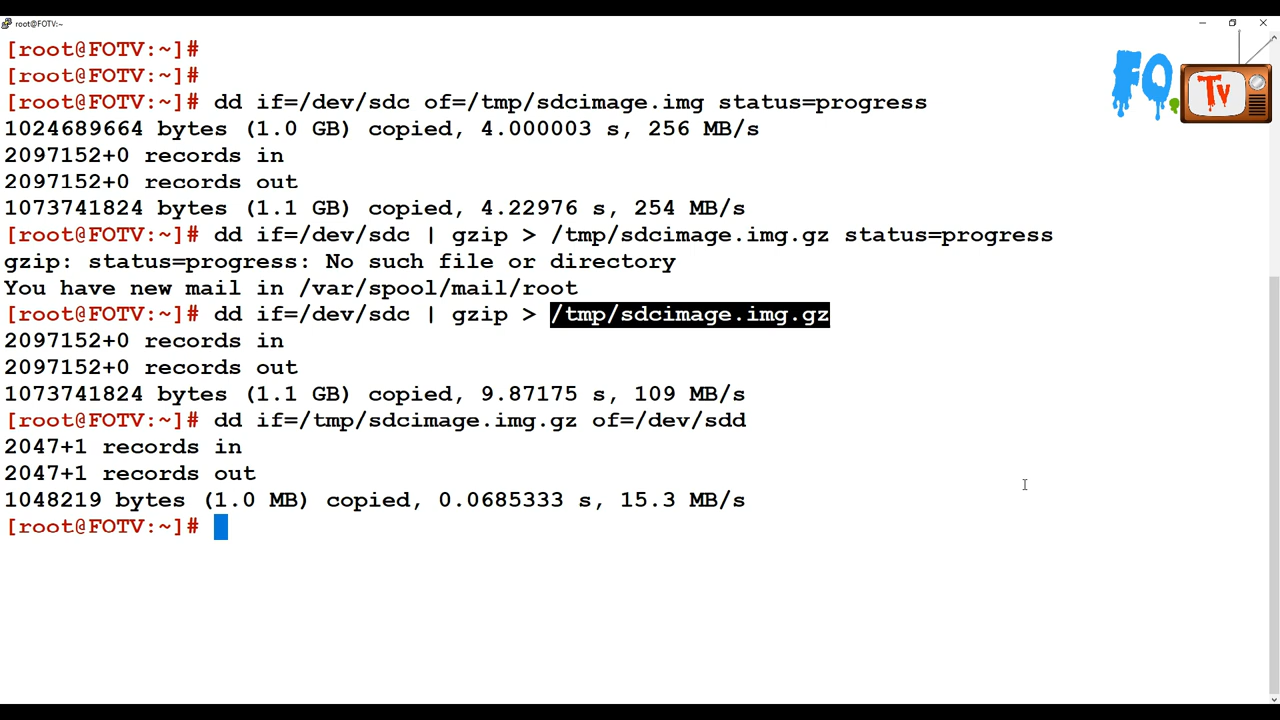 root@FOTV:~
[root@FOTV:~]#
[root@FOTV:~]#
[root@FOTV:~]# dd if=/dev/sdc of=/tmp/sdcimage.img status=progress
1024689664 bytes (1.0 GB) copied, 4.000003 s, 256 MB/s
2097152+0 records in
2097152+0 records out
1073741824 bytes (1.1 GB) copied, 4.22976 s, 254 MB/s
[root@FOTV:~]# dd if=/dev/sdc | gzip > /tmp/sdcimage.img.gz status=progress
gzip: status=progress: No such file or directory
You have new mail in /var/spool/mail/root
[root@FOTV:~]# dd if=/dev/sdc | gzip > /tmp/sdcimage.img.gz
2097152+0 records in
2097152+0 records out
1073741824 bytes (1.1 GB) copied, 9.87175 s, 109 MB/s
[root@FOTV:~]# dd if=/tmp/sdcimage.img.gz of=/dev/sdd
2047+1 records in
2047+1 records out
1048219 bytes (1.0 MB) copied, 0.0685333 s, 15.3 MB/s
[root@FOTV:~]#
FQ Tv